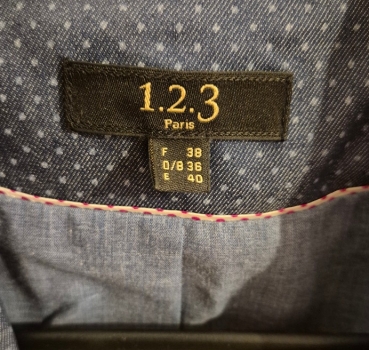 1.2.3
Paris
F 38
D/B 36
E 40